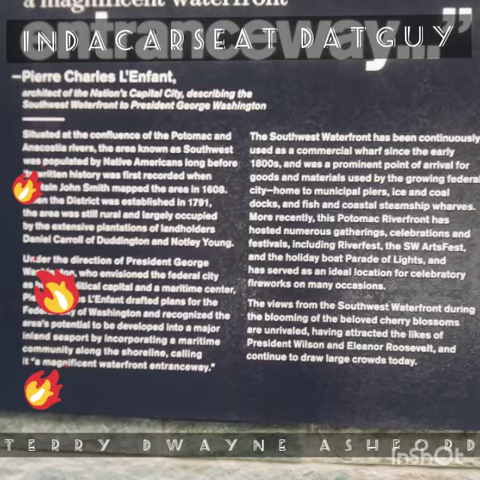 a magnificent waterfront
entranceway..."
INDACARSEAT DATGUY
—Pierre Charles L'Enfant,
architect of the Nation's Capital City, describing the
Southwest Waterfront to President George Washington
Situated at the confluence of the Potomac and
Anacostia rivers, the area known as Southwest
was populated by Native Americans long before
written history was first recorded when
tain John Smith mapped the area in 1608.
en the District was established in 1791,
the area was still rural and largely occupied
by the extensive plantations of landholders
Daniel Carroll of Duddington and Notley Young.
Under the direction of President George
who envisioned the federal city
as tical capital and a maritime center,
L'Enfant drafted plans for the
Fede y of Washington and recognized the
area's potential to be developed into a major
inland seaport by incorporating a maritime
community along the shoreline, calling
it "a magnificent waterfront entranceway."
The Southwest Waterfront has been continuously
used as a commercial wharf since the early
1800s, and was a prominent point of arrival for
goods and materials used by the growing federal
city—home to municipal piers, ice and coal
docks, and fish and coastal steamship wharves.
More recently, this Potomac Riverfront has
hosted numerous gatherings, celebrations and
festivals, including Riverfest, the SW ArtsFest,
and the holiday boat Parade of Lights, and
has served as an ideal location for celebratory
fireworks on many occasions.
The views from the Southwest Waterfront during
the blooming of the beloved cherry blossoms
are unrivaled, having attracted the likes of
President Wilson and Eleanor Roosevelt, and
continue to draw large crowds today.
TERRY DWAYNE ASHFORD
InShOt